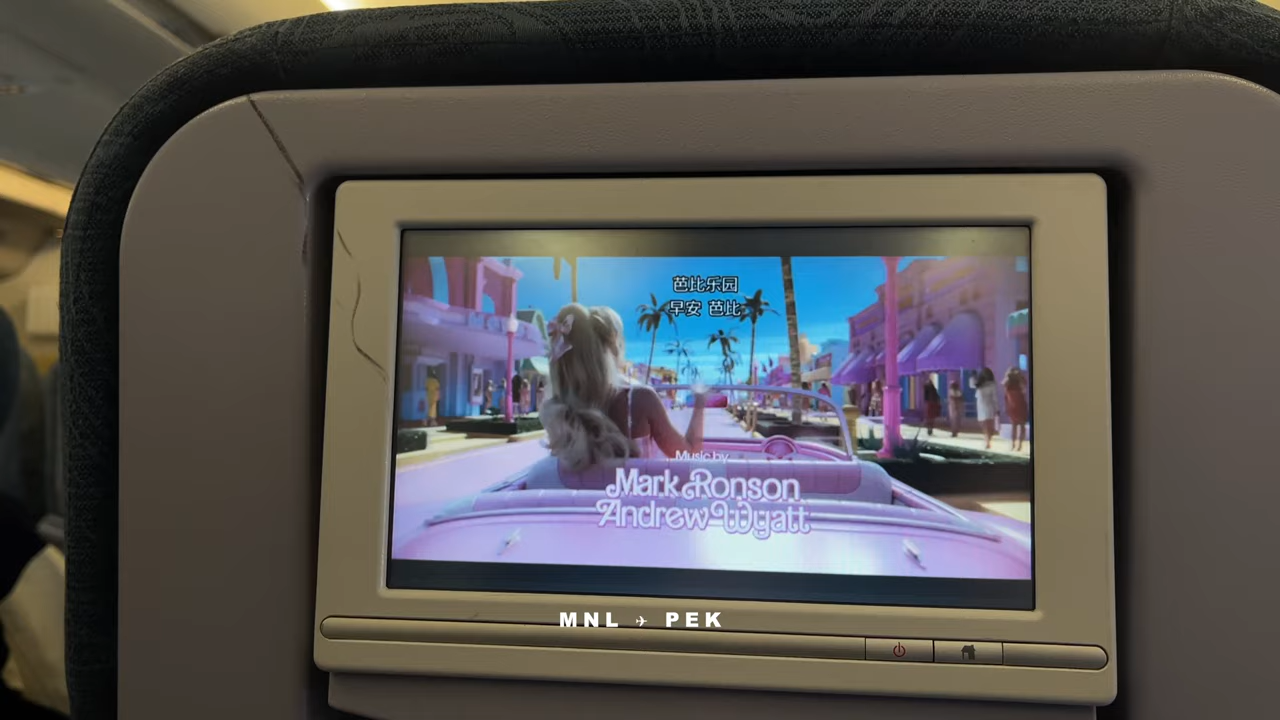 芭比乐园
早安 芭比
Music by
Mark Ronson
Andrew Wyatt
MNL ✈ PEK